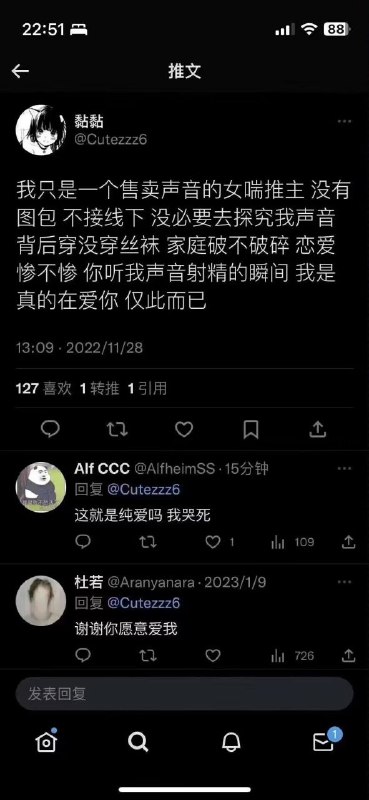 22:51
88
推文
黏黏
@Cutezzz6
我只是一个售卖声音的女喘推主 没有
图包 不接线下 没必要去探究我声音
背后穿没穿丝袜 家庭破不破碎 恋爱
惨不惨 你听我声音射精的瞬间 我是
真的在爱你 仅此而已
13:09 · 2022/11/28
127 喜欢 1 转推 1 引用
Alf CCC @AlfheimSS · 15分钟
回复 @Cutezzz6
这就是纯爱吗 我哭死
1 109
杜若 @Aranyanara · 2023/1/9
回复 @Cutezzz6
谢谢你愿意爱我
726
发表回复
1